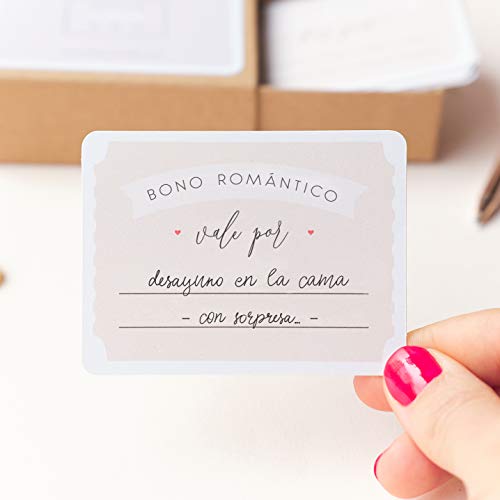 BONO ROMÁNTICO
vale por
desayuno en la cama
- con sorpresa... -